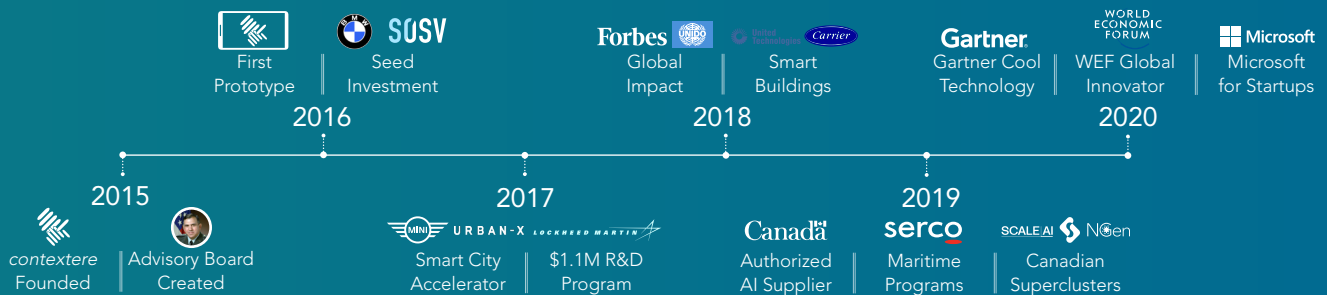 BMW
SOSV
First
Prototype
Seed
Investment
2016
Forbes
UNIDO
United
Technologies
Carrier
Global
Impact
Smart
Buildings
2018
Gartner
WORLD
ECONOMIC
FORUM
Microsoft
Gartner Cool
Technology
WEF Global
Innovator
Microsoft
for Startups
2020
2015
contextere
Founded
Advisory Board
Created
2017
MINI
URBAN-X
LOCKHEED MARTIN
Smart City
Accelerator
$1.1M R&D
Program
2019
Canada
serco
SCALE AI
NGen
Authorized
AI Supplier
Maritime
Programs
Canadian
Superclusters